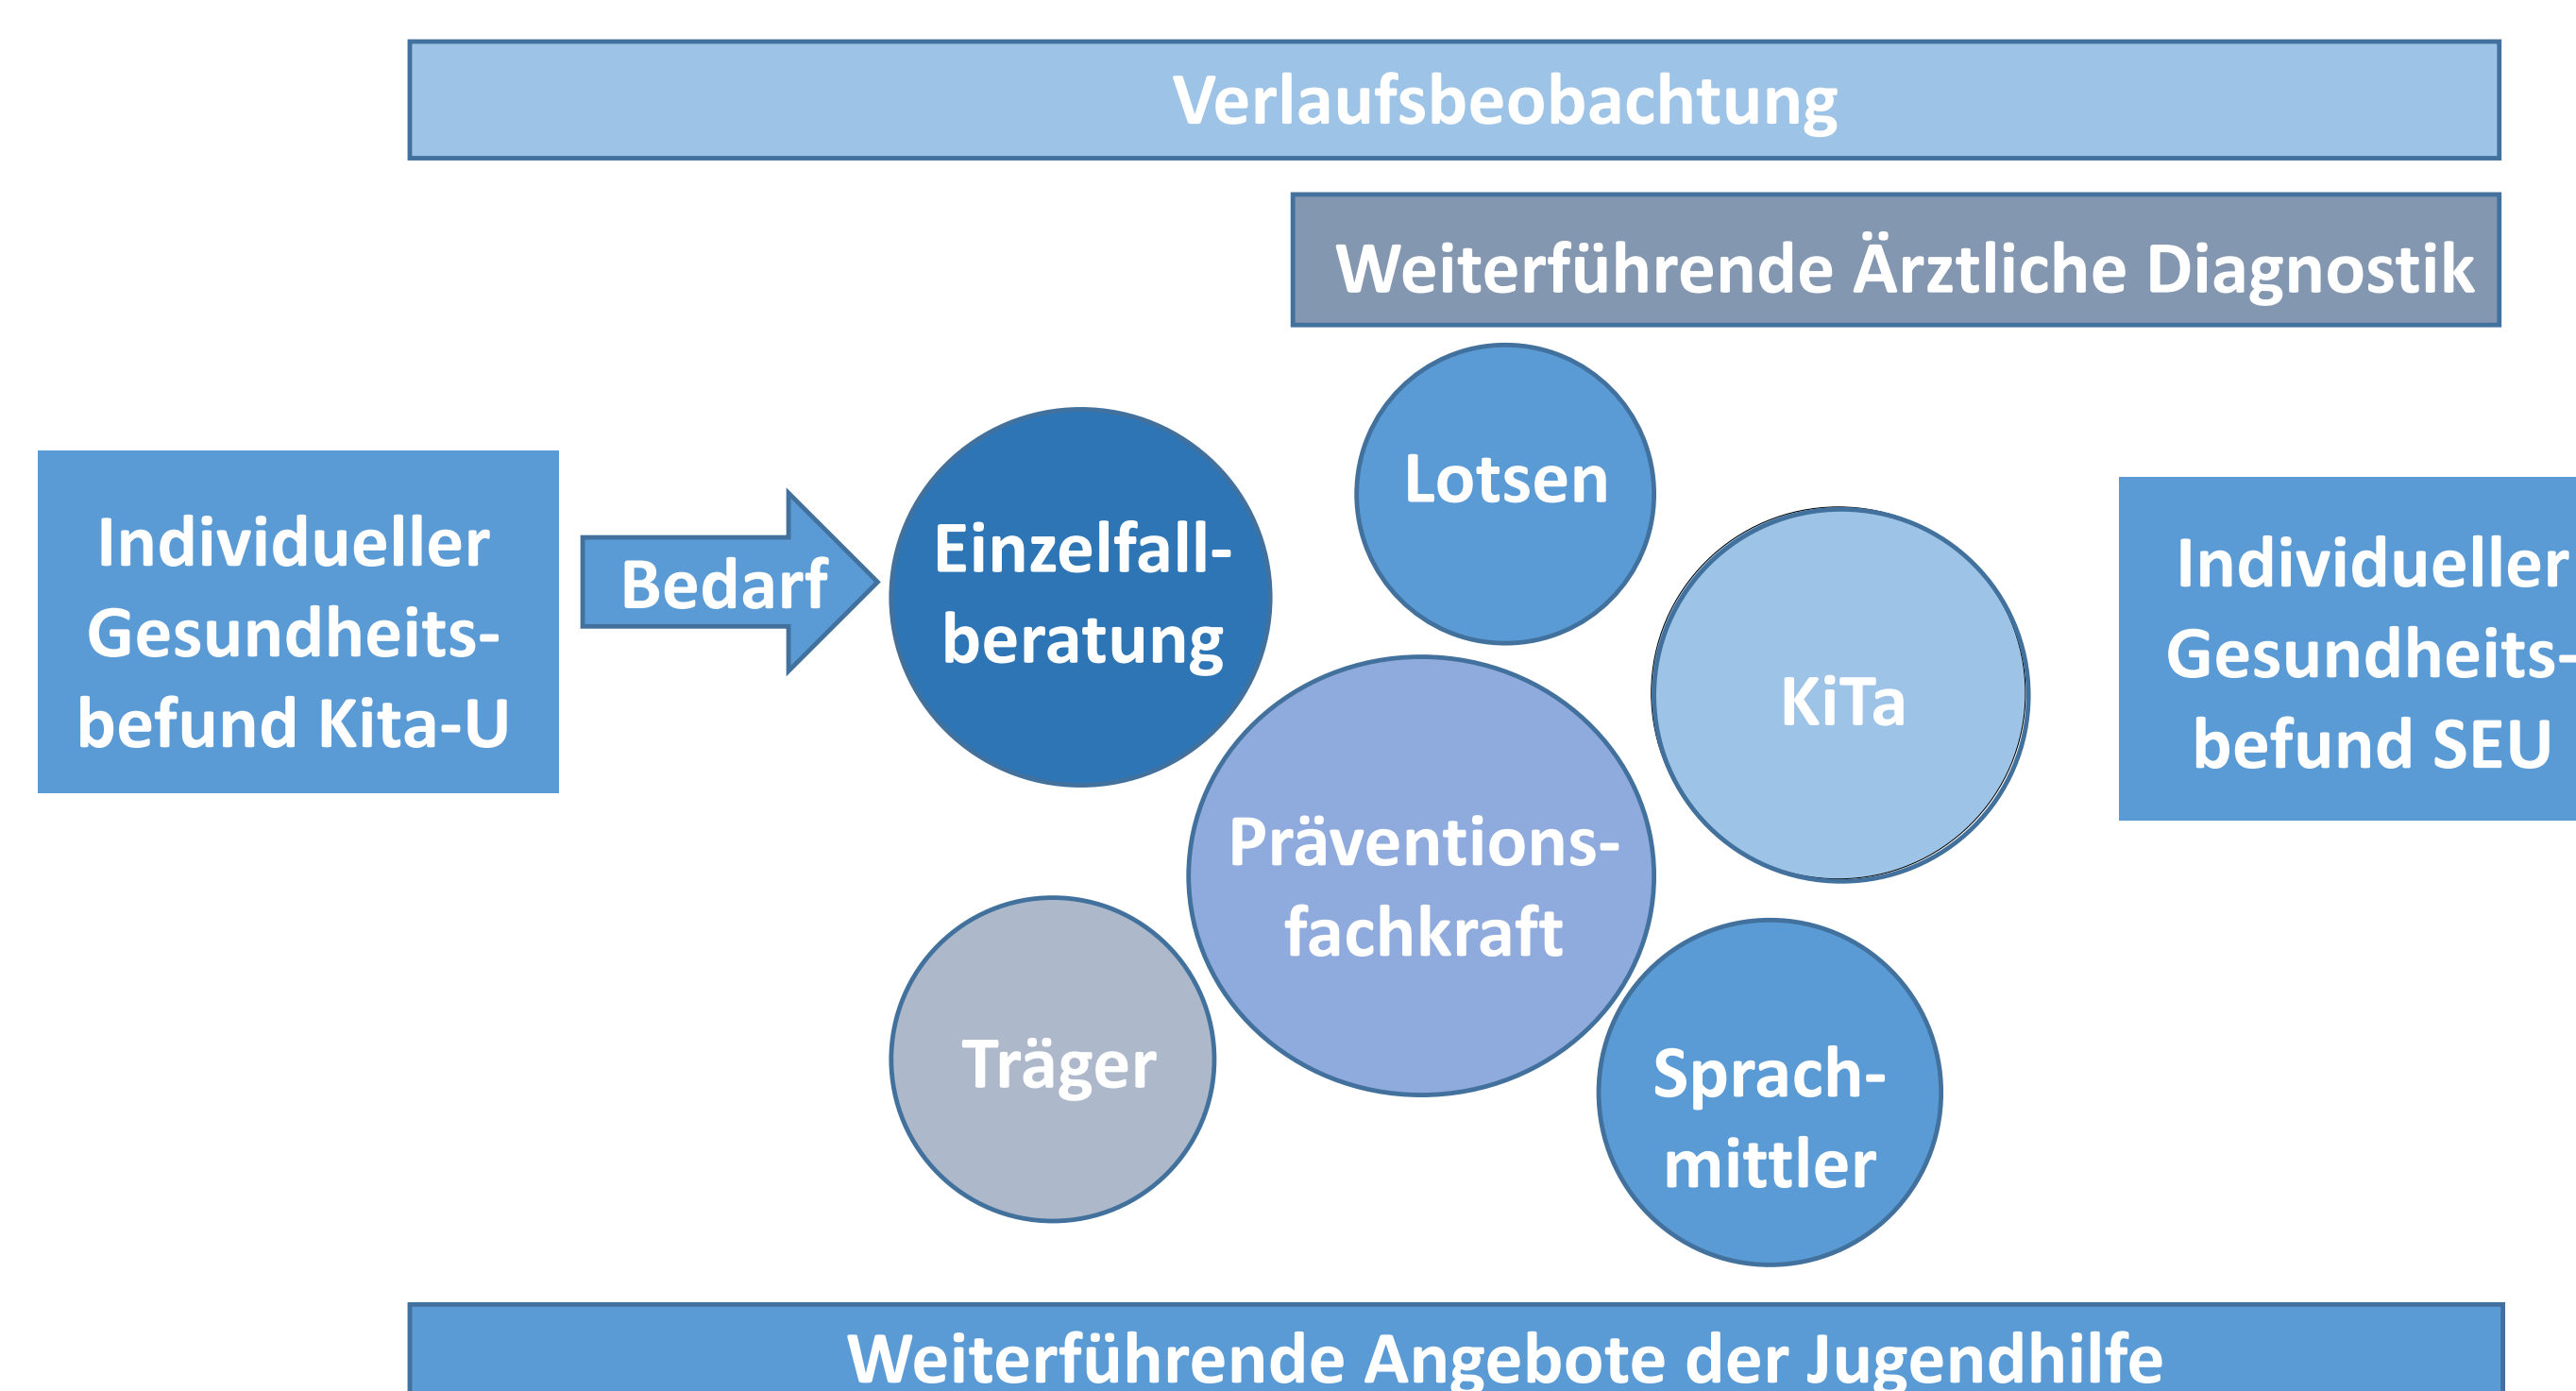 Verlaufsbeobachtung
Weiterführende Ärztliche Diagnostik
Individueller
Gesundheits-
befund Kita-U
Bedarf
Einzelfall-
beratung
Lotsen
KiTa
Individueller
Gesundheits-
befund SEU
Präventions-
fachkraft
Träger
Sprach-
mittler
Weiterführende Angebote der Jugendhilfe